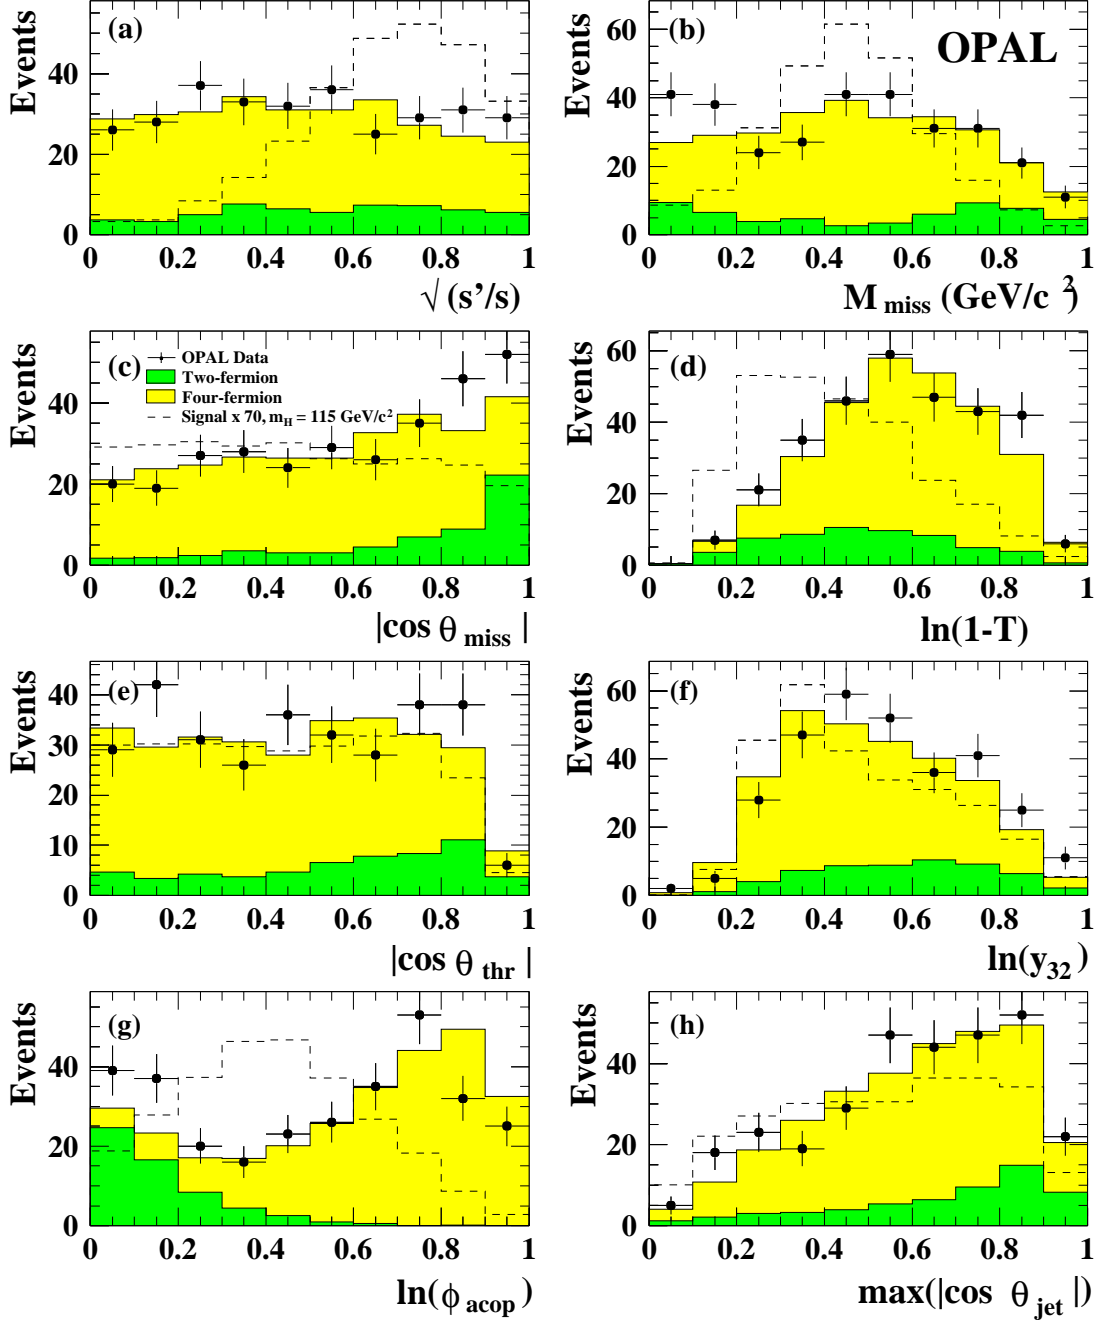 (a)
Events
40
20
0
0 0.2 0.4 0.6 0.8 1
√(s’/s)
(b)
OPAL
Events
60
40
20
0
0 0.2 0.4 0.6 0.8 1
M miss (GeV/c 2)
(c)
OPAL Data
Two-fermion
Four-fermion
Signal x 70, mH = 115 GeV/c2
Events
40
20
0
0 0.2 0.4 0.6 0.8 1
|cos θ miss |
(d)
Events
60
40
20
0
0 0.2 0.4 0.6 0.8 1
ln(1-T)
(e)
Events
40
30
20
10
0
0 0.2 0.4 0.6 0.8 1
|cos θ thr |
(f)
Events
60
40
20
0
0 0.2 0.4 0.6 0.8 1
ln(y32)
(g)
Events
40
20
0
0 0.2 0.4 0.6 0.8 1
ln(ϕ acop)
(h)
Events
40
20
0
0 0.2 0.4 0.6 0.8 1
max(|cos θ jet |)